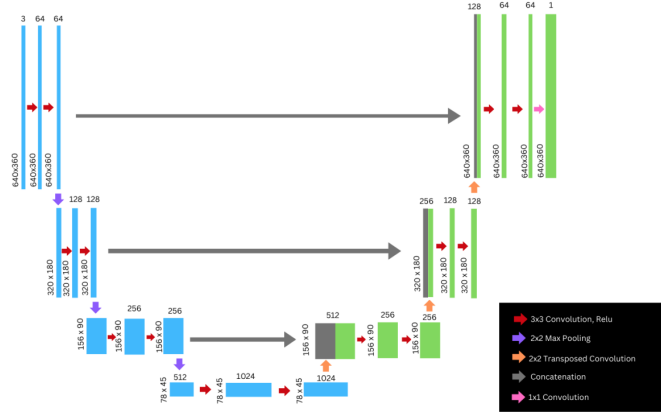 3 64 64
640x360
640x360
640x360
128 128
320 x 180
320 x 180
320 x 180
256 256
156 x 90
156 x 90
156 x 90
512 1024 1024
78 x 45
78 x 45
78 x 45
512 256 256
156 x 90
156 x 90
156 x 90
256 128 128
320 x 180
320 x 180
320 x 180
128 64 64 1
640x360
640x360
640x360
640x360
3x3 Convolution, Relu
2x2 Max Pooling
2x2 Transposed Convolution
Concatenation
1x1 Convolution